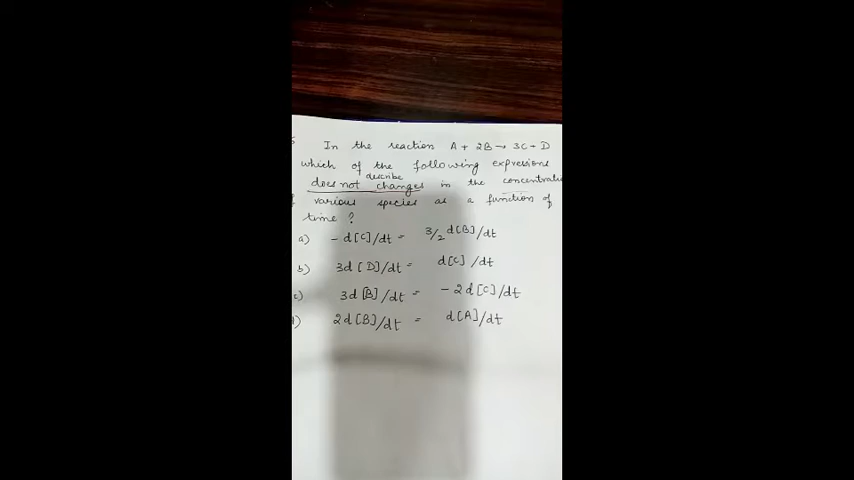 In the reaction A + 2B → 3C + D
which of the following expressions
describe
does not changes in the
various species as a function of
time ?
a) - d[C]/dt = 3/2 d[B]/dt
b) 3d[D]/dt = d[C]/dt
c) 3d[B]/dt = -2d[C]/dt
d) 2d[B]/dt = d[A]/dt